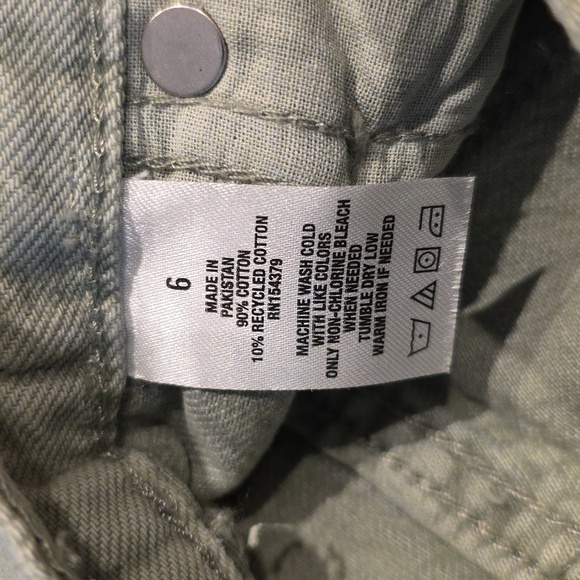 6
MADE IN
PAKISTAN
90% COTTON
10% RECYCLED COTTON
RN154379
MACHINE WASH COLD
WITH LIKE COLORS
ONLY NON-CHLORINE BLEACH
WHEN NEEDED
TUMBLE DRY LOW
WARM IRON IF NEEDED